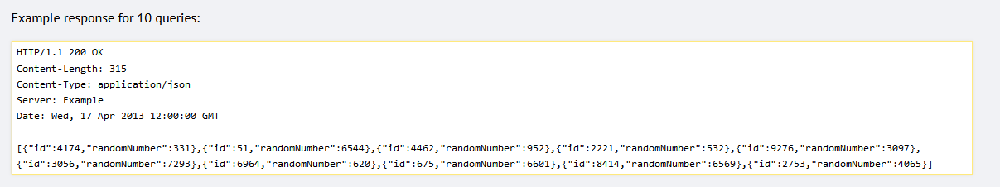 Example response for 10 queries:
HTTP/1.1 200 OK
Content-Length: 315
Content-Type: application/json
Server: Example
Date: Wed, 17 Apr 2013 12:00:00 GMT
[{"id":4174,"randomNumber":331},{"id":51,"randomNumber":6544},{"id":4462,"randomNumber":952},{"id":2221,"randomNumber":532},{"id":9276,"randomNumber":3097},
{"id":3056,"randomNumber":7293},{"id":6964,"randomNumber":620},{"id":675,"randomNumber":6601},{"id":8414,"randomNumber":6569},{"id":2753,"randomNumber":4065}]